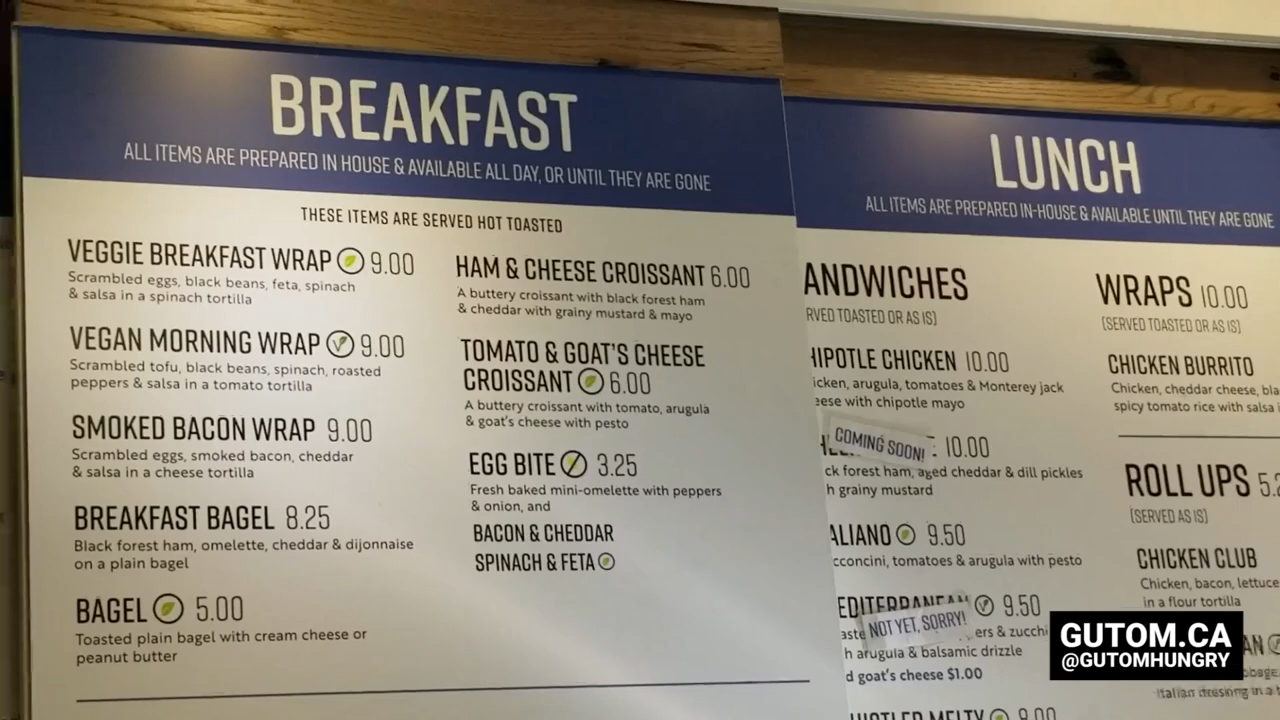 BREAKFAST
ALL ITEMS ARE PREPARED IN HOUSE & AVAILABLE ALL DAY, OR UNTIL THEY ARE GONE
THESE ITEMS ARE SERVED HOT TOASTED
VEGGIE BREAKFAST WRAP 9.00
Scrambled eggs, black beans, feta, spinach
& salsa in a spinach tortilla
VEGAN MORNING WRAP 9.00
Scrambled tofu, black beans, spinach, roasted
peppers & salsa in a tomato tortilla
SMOKED BACON WRAP 9.00
Scrambled eggs, smoked bacon, cheddar
& salsa in a cheese tortilla
BREAKFAST BAGEL 8.25
Black forest ham, omelette, cheddar & dijonnaise
on a plain bagel
BAGEL 5.00
Toasted plain bagel with cream cheese or
peanut butter
HAM & CHEESE CROISSANT 6.00
A buttery croissant with black forest ham
& cheddar with grainy mustard & mayo
TOMATO & GOAT'S CHEESE
CROISSANT 6.00
A buttery croissant with tomato, arugula
& goat's cheese with pesto
EGG BITE 3.25
Fresh baked mini-omelette with peppers
& onion, and
BACON & CHEDDAR
SPINACH & FETA
LUNCH
ALL ITEMS ARE PREPARED IN-HOUSE & AVAILABLE UNTIL THEY ARE GONE
ANDWICHES
RVED TOASTED OR AS IS)
HIPOTLE CHICKEN 10.00
icken, arugula, tomatoes & Monterey jack
eese with chipotle mayo
COMING SOON! 10.00
ck forest ham, aged cheddar & dill pickles
h grainy mustard
ALIANO 9.50
cconcini, tomatoes & arugula with pesto
EDITERRANEAN 9.50
NOT YET, SORRY!
ers & zucchi
h arugula & balsamic drizzle
d goat's cheese $1.00
HISTLER MELTY 9.00
WRAPS 10.00
(SERVED TOASTED OR AS IS)
CHICKEN BURRITO
Chicken, cheddar cheese, bla
spicy tomato rice with salsa
ROLL UPS 5.2
(SERVED AS IS)
CHICKEN CLUB
Chicken, bacon, lettuce
in a flour tortilla
AN
bbage
Italian dressing in a
GUTOM.CA
@GUTOMHUNGRY